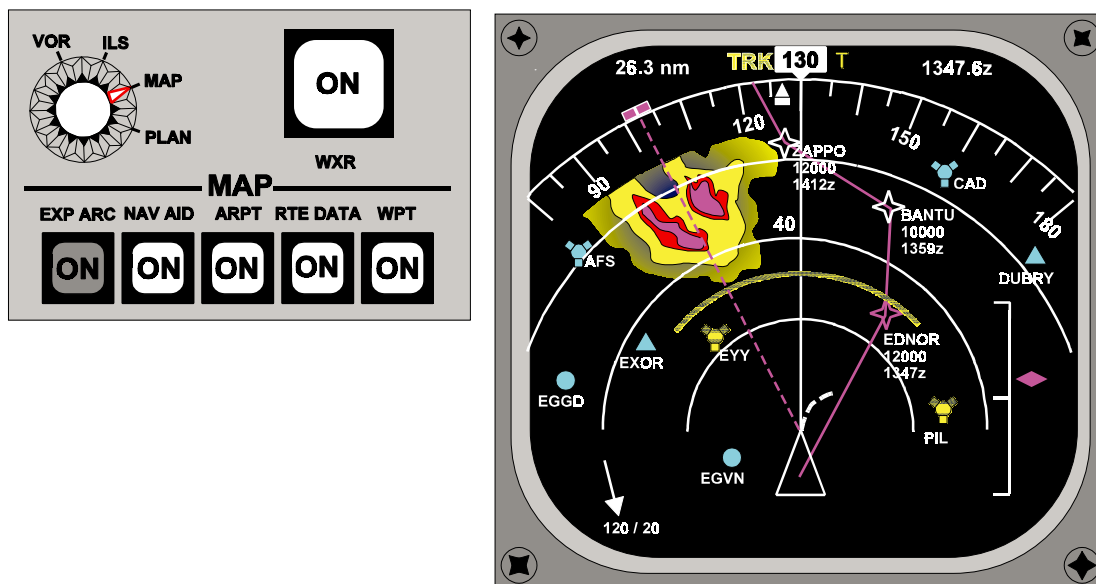 VOR
ILS
MAP
PLAN
ON
WXR
MAP
EXP ARC NAV AID ARPT RTE DATA WPT
ON ON ON ON ON
26.3 nm TRK 130 T 1347.6z
90
120
150
180
40
ZAPPO
12000
1412z
CAD
BANTU
10000
1359z
AFS
DUBRY
EXOR
EYY
EDNOR
12000
1347z
EGGD
PIL
EGVN
120 / 20